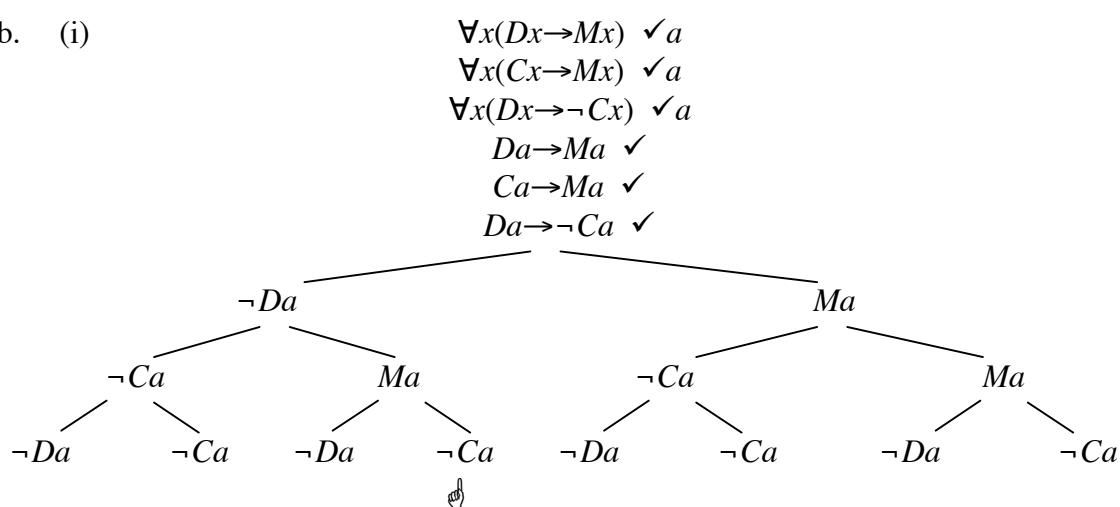 b. (i) ∀x(Dx→Mx) ✓a
∀x(Cx→Mx) ✓a
∀x(Dx→¬Cx) ✓a
Da→Ma ✓
Ca→Ma ✓
Da→¬Ca ✓
¬Da Ma
¬Ca Ma ¬Ca Ma
¬Da ¬Ca ¬Da ¬Ca ¬Da ¬Ca ¬Da ¬Ca